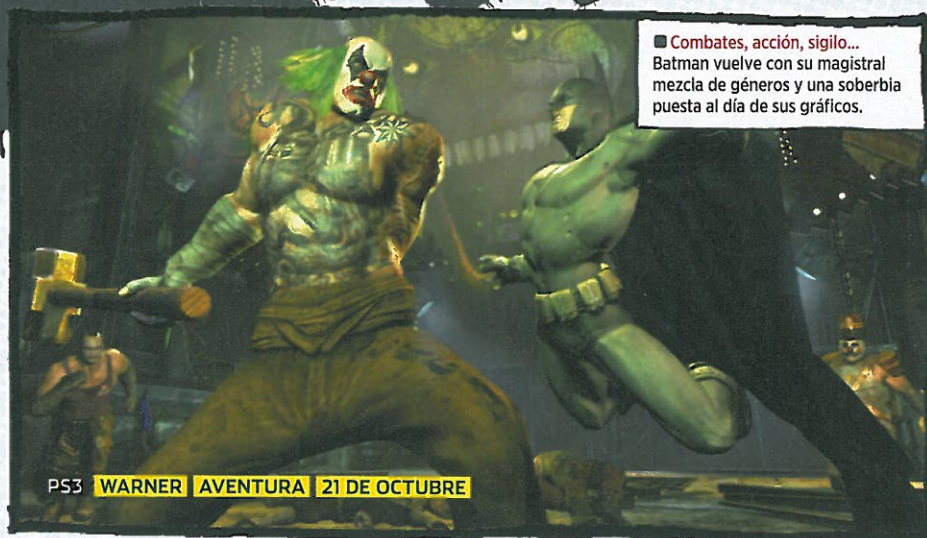 ■ Combates, acción, sigilo...
Batman vuelve con su magistral
mezcla de géneros y una soberbia
puesta al día de sus gráficos.
PS3 WARNER AVENTURA 21 DE OCTUBRE